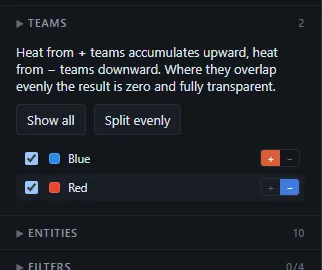 ▶ TEAMS 2
Heat from + teams accumulates upward, heat
from − teams downward. Where they overlap
evenly the result is zero and fully transparent.
Show all Split evenly
Blue + −
Red + −
▶ ENTITIES 10
▶ FILTERS 0/4